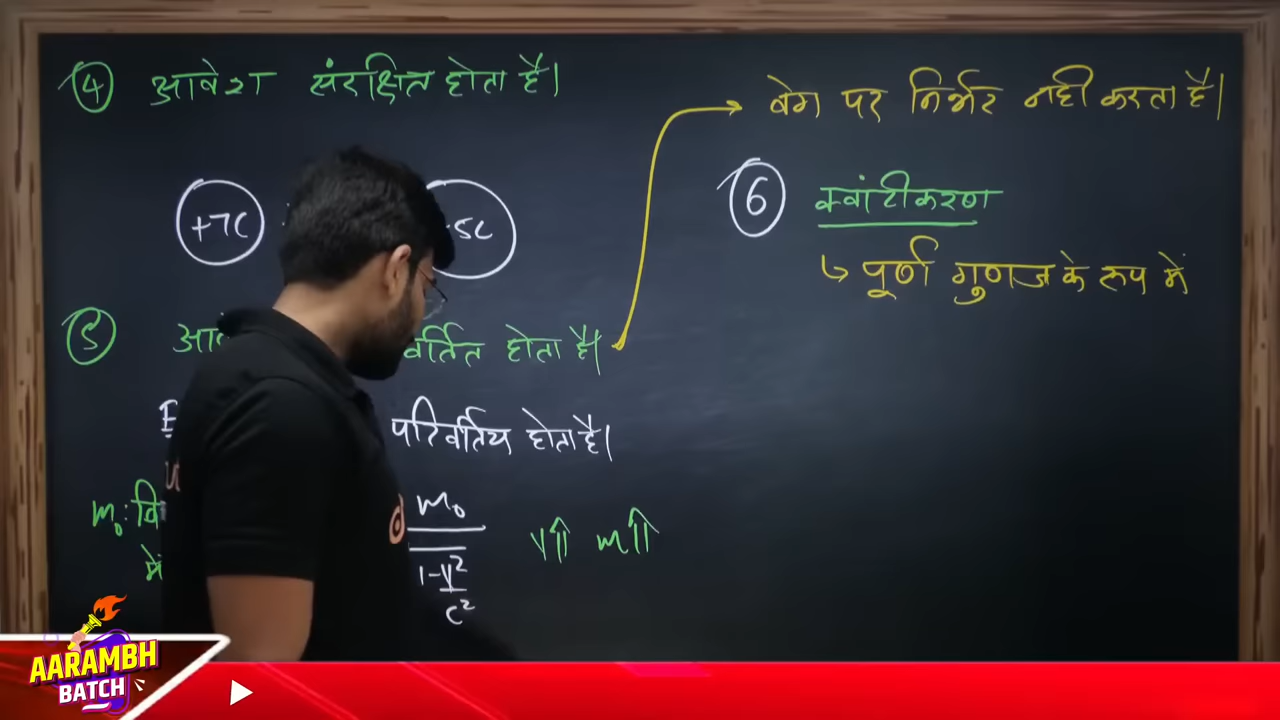 ④ आवेश संरक्षित होता है।
+7C
5C
⑤ होता है।
परिवर्तिय होता है।
m₀:
m₀
1-v²
c²
v⇑ m⇑
वेग पर निर्भर नही करता है।
⑥ क्वांटीकरण
↳ पूर्ण गुणज के रूप में
AARAMBH
BATCH